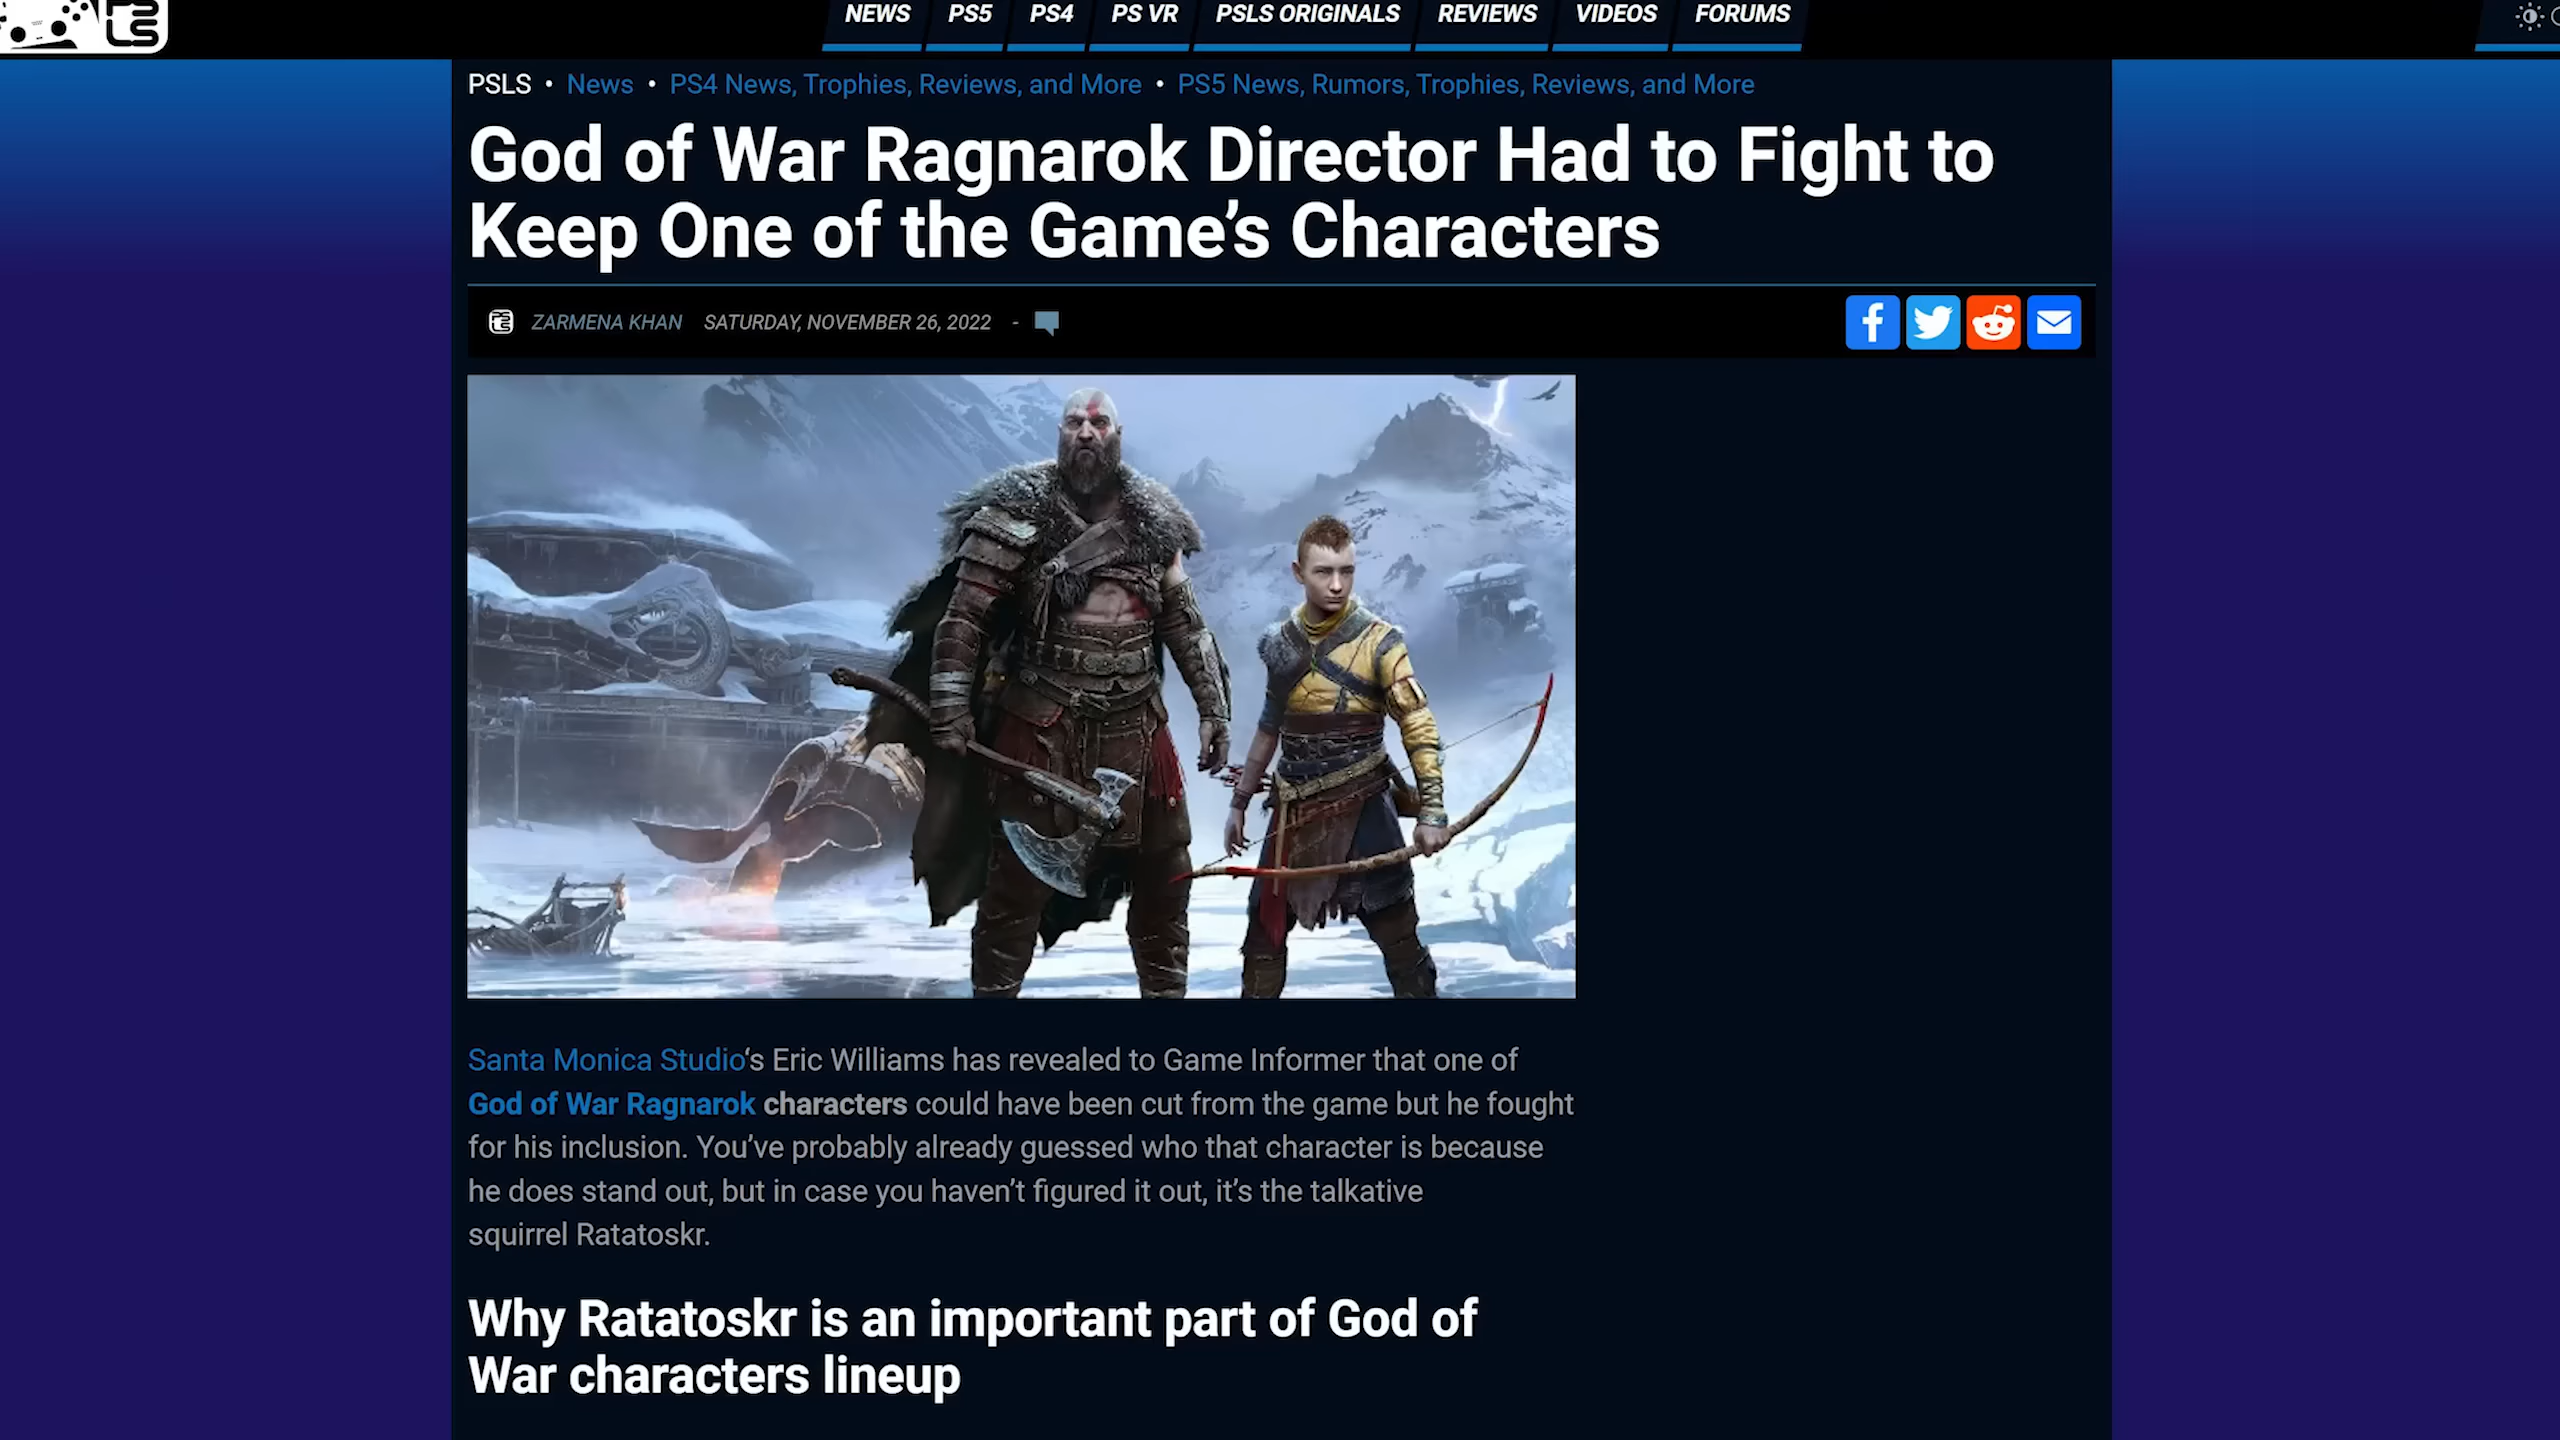 PSLS
NEWS PS5 PS4 PS VR PSLS ORIGINALS REVIEWS VIDEOS FORUMS
PSLS • News • PS4 News, Trophies, Reviews, and More • PS5 News, Rumors, Trophies, Reviews, and More
God of War Ragnarok Director Had to Fight to
Keep One of the Game’s Characters
ZARMENA KHAN SATURDAY, NOVEMBER 26, 2022 -
Santa Monica Studio‘s Eric Williams has revealed to Game Informer that one of
God of War Ragnarok characters could have been cut from the game but he fought
for his inclusion. You’ve probably already guessed who that character is because
he does stand out, but in case you haven’t figured it out, it’s the talkative
squirrel Ratatoskr.
Why Ratatoskr is an important part of God of
War characters lineup